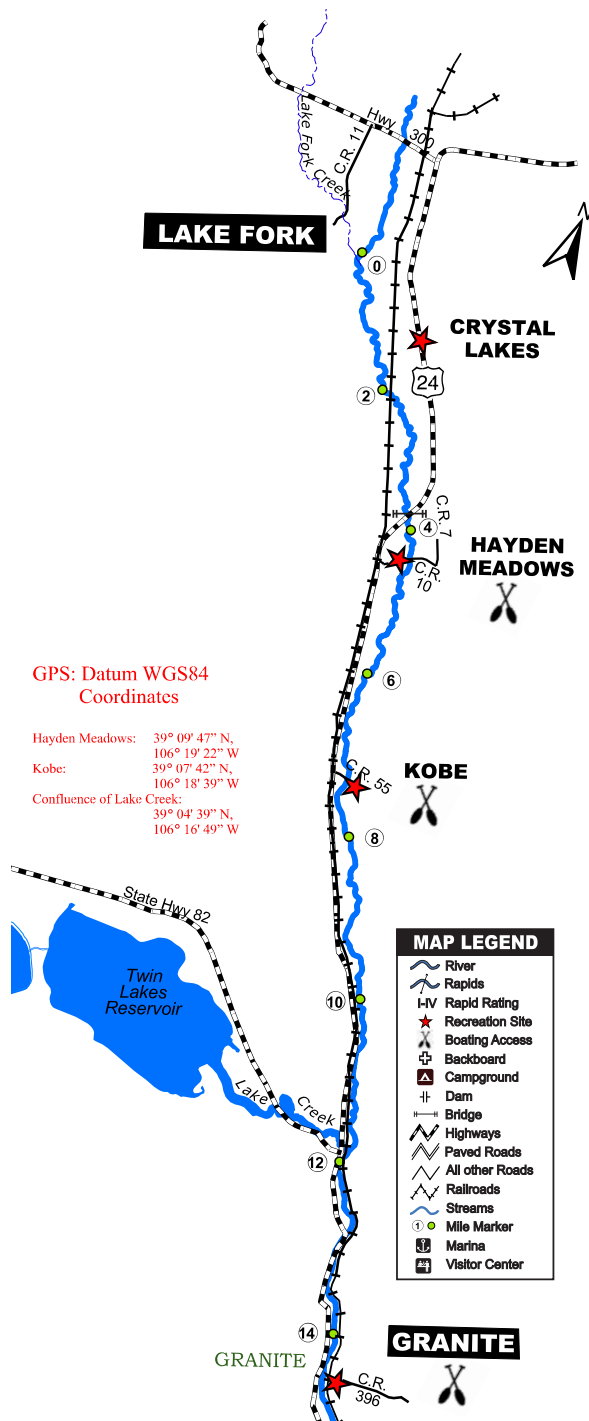 Lake Fork Creek
Hwy 300
C.R. 11
LAKE FORK
N
0
CRYSTAL
LAKES
24
2
C.R. 7
4
HAYDEN
MEADOWS
C.R.
10
6
GPS: Datum WGS84
Coordinates
Hayden Meadows: 39° 09' 47” N,
106° 19' 22” W
Kobe: 39° 07' 42” N,
106° 18' 39” W
Confluence of Lake Creek:
39° 04' 39” N,
106° 16' 49” W
C.R. 55
KOBE
8
State Hwy 82
Twin
Lakes
Reservoir
10
Lake Creek
12
MAP LEGEND
River
Rapids
I-IV Rapid Rating
Recreation Site
Boating Access
Backboard
Campground
Dam
Bridge
Highways
Paved Roads
All other Roads
Railroads
Streams
1 Mile Marker
Marina
Visitor Center
14
GRANITE
GRANITE
C.R.
396